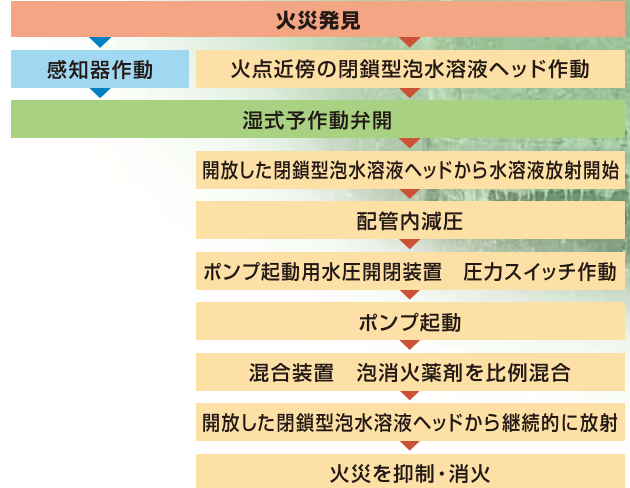 火災発見
感知器作動
火点近傍の閉鎖型泡水溶液ヘッド作動
湿式予作動弁開
開放した閉鎖型泡水溶液ヘッドから水溶液放射開始
配管内減圧
ポンプ起動用水圧開閉装置　圧力スイッチ作動
ポンプ起動
混合装置　泡消火薬剤を比例混合
開放した閉鎖型泡水溶液ヘッドから継続的に放射
火災を抑制・消火